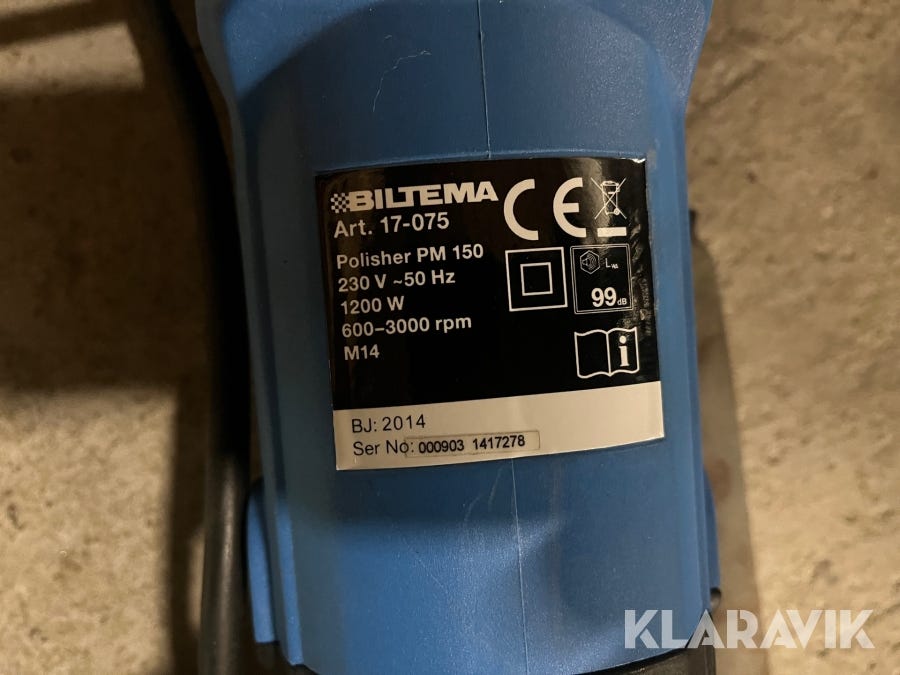 BILTEMA
Art. 17-075
Polisher PM 150
230 V ~50 Hz
1200 W
600–3000 rpm
M14
CE
LWA
99dB
i
BJ: 2014
Ser No: 000903 1417278
KLARAVIK